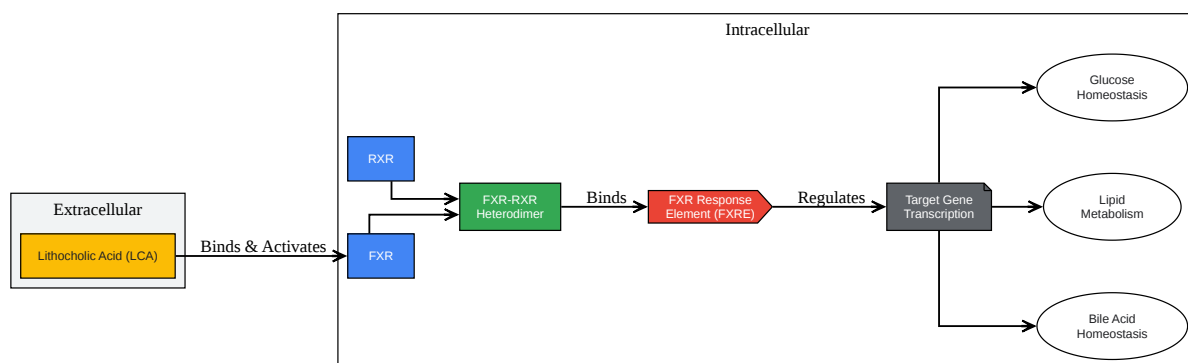 Intracellular
Glucose
Homeostasis
RXR
FXR-RXR
Heterodimer
Binds
FXR Response
Element (FXRE)
Regulates
Target Gene
Transcription
Lipid
Metabolism
Extracellular
Lithocholic Acid (LCA)
Binds & Activates
FXR
Bile Acid
Homeostasis